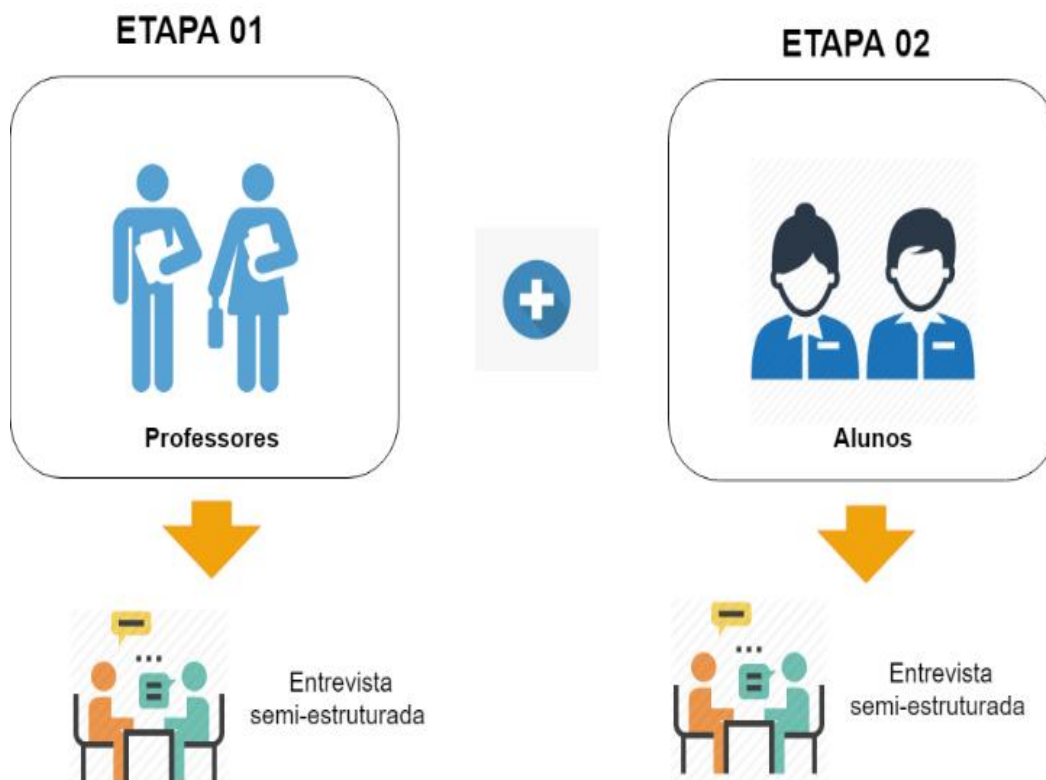 ETAPA 01
ETAPA 02
Professores
Alunos
Entrevista
semi-estruturada
Entrevista
semi-estruturada